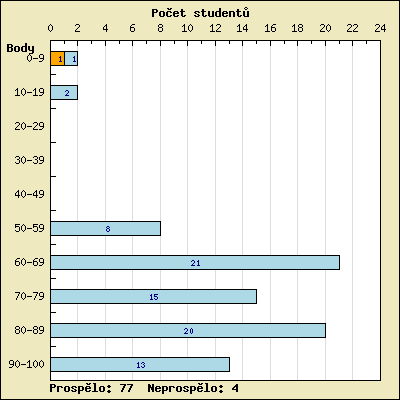 Počet studentů
0 2 4 6 8 10 12 14 16 18 20 22 24
Body
0-9 1 1
10-19 2
20-29
30-39
40-49
50-59 8
60-69 21
70-79 15
80-89 20
90-100 13
Prospělo: 77 Neprospělo: 4